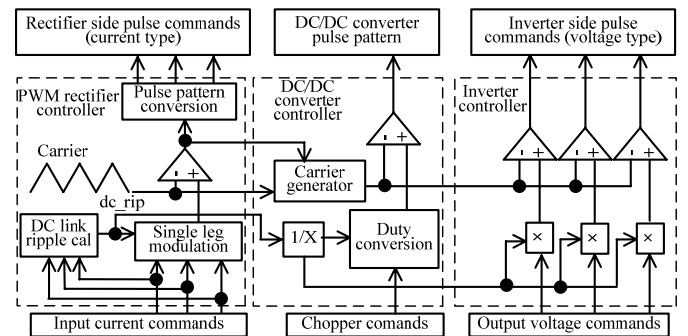 Rectifier side pulse commands
(current type)
DC/DC converter
pulse pattern
Inverter side pulse
commands (voltage type)
PWM rectifier
controller
Pulse pattern
conversion
DC/DC
converter
controller
Inverter
controller
- +
- +
- +
- +
- +
Carrier
Carrier
generator
dc_rip
DC link
ripple cal
Single leg
modulation
1/X
Duty
conversion
× × ×
Input current commands
Chopper comands
Output voltage commands